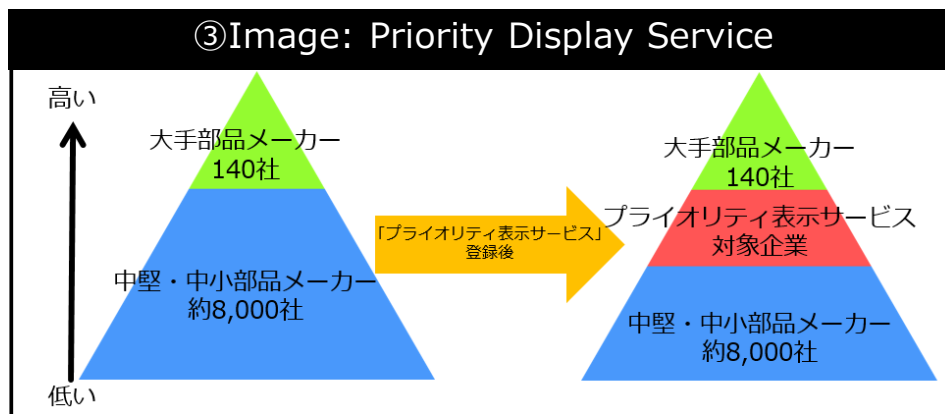 ③Image: Priority Display Service
高い
大手部品メーカー
140社
中堅・中小部品メーカー
約8,000社
低い
「プライオリティ表示サービス」
登録後
大手部品メーカー
140社
プライオリティ表示サービス
対象企業
中堅・中小部品メーカー
約8,000社